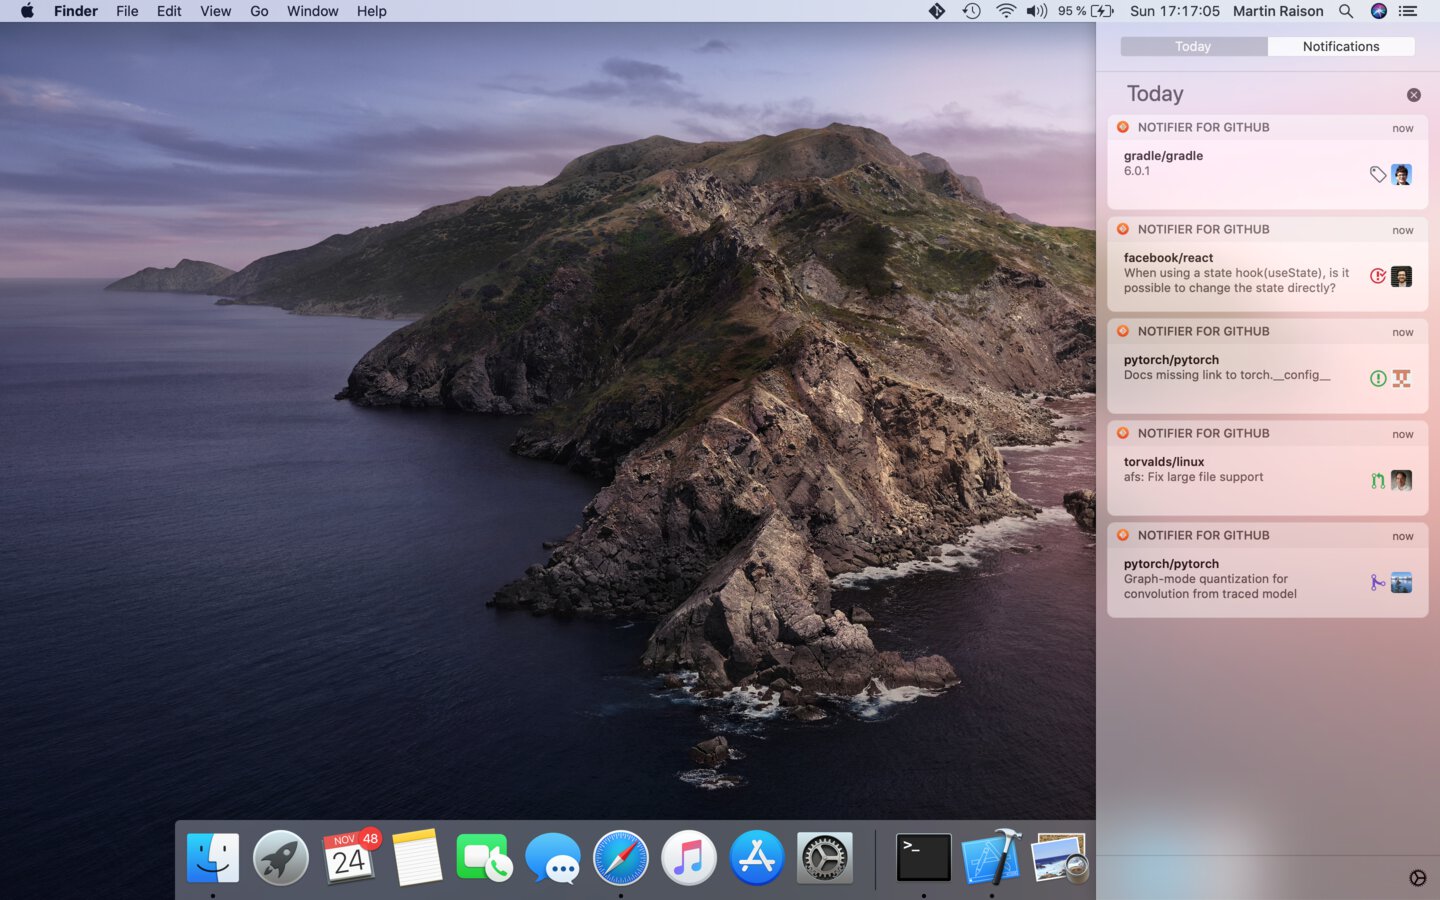 Finder File Edit View Go Window Help 95 % Sun 17:17:05 Martin Raison
Today Notifications
Today
NOTIFIER FOR GITHUB now
gradle/gradle
6.0.1
NOTIFIER FOR GITHUB now
facebook/react
When using a state hook(useState), is it
possible to change the state directly?
NOTIFIER FOR GITHUB now
pytorch/pytorch
Docs missing link to torch.__config__
NOTIFIER FOR GITHUB now
torvalds/linux
afs: Fix large file support
NOTIFIER FOR GITHUB now
pytorch/pytorch
Graph-mode quantization for
convolution from traced model
NOV 48
24
>_